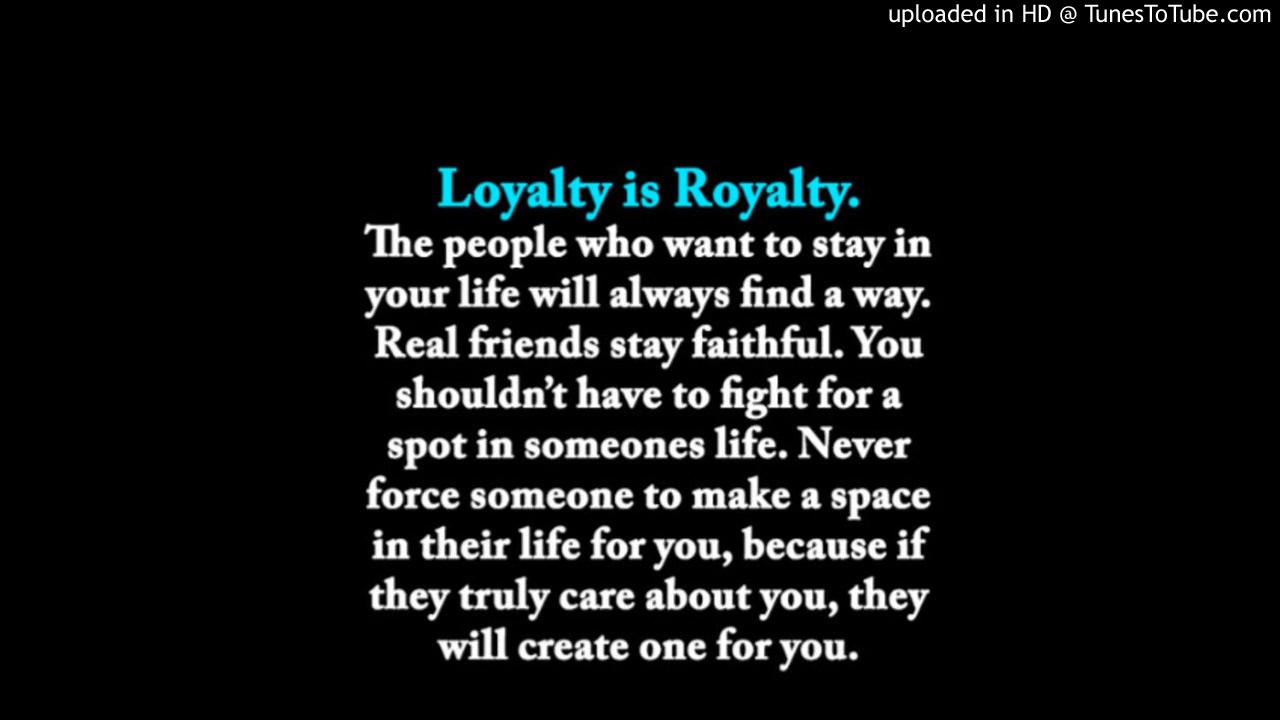 uploaded in HD @ TunesToTube.com
Loyalty is Royalty.
The people who want to stay in
your life will always find a way.
Real friends stay faithful. You
shouldn’t have to fight for a
spot in someones life. Never
force someone to make a space
in their life for you, because if
they truly care about you, they
will create one for you.